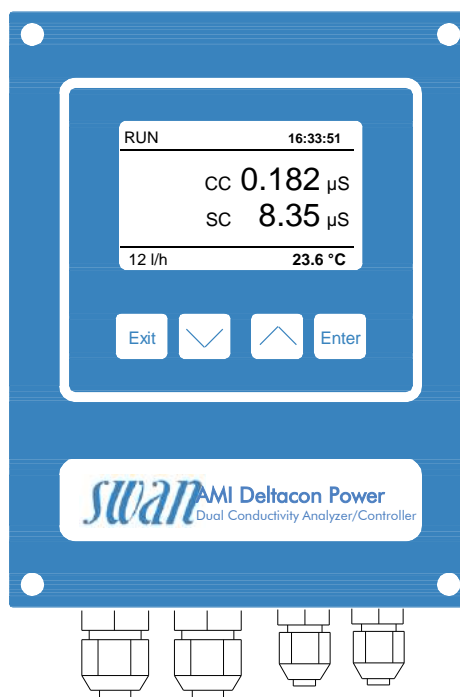 RUN 16:33:51
CC 0.182 µS
SC 8.35 µS
12 l/h 23.6 °C
Exit Enter
swan AMI Deltacon Power
Dual Conductivity Analyzer/Controller